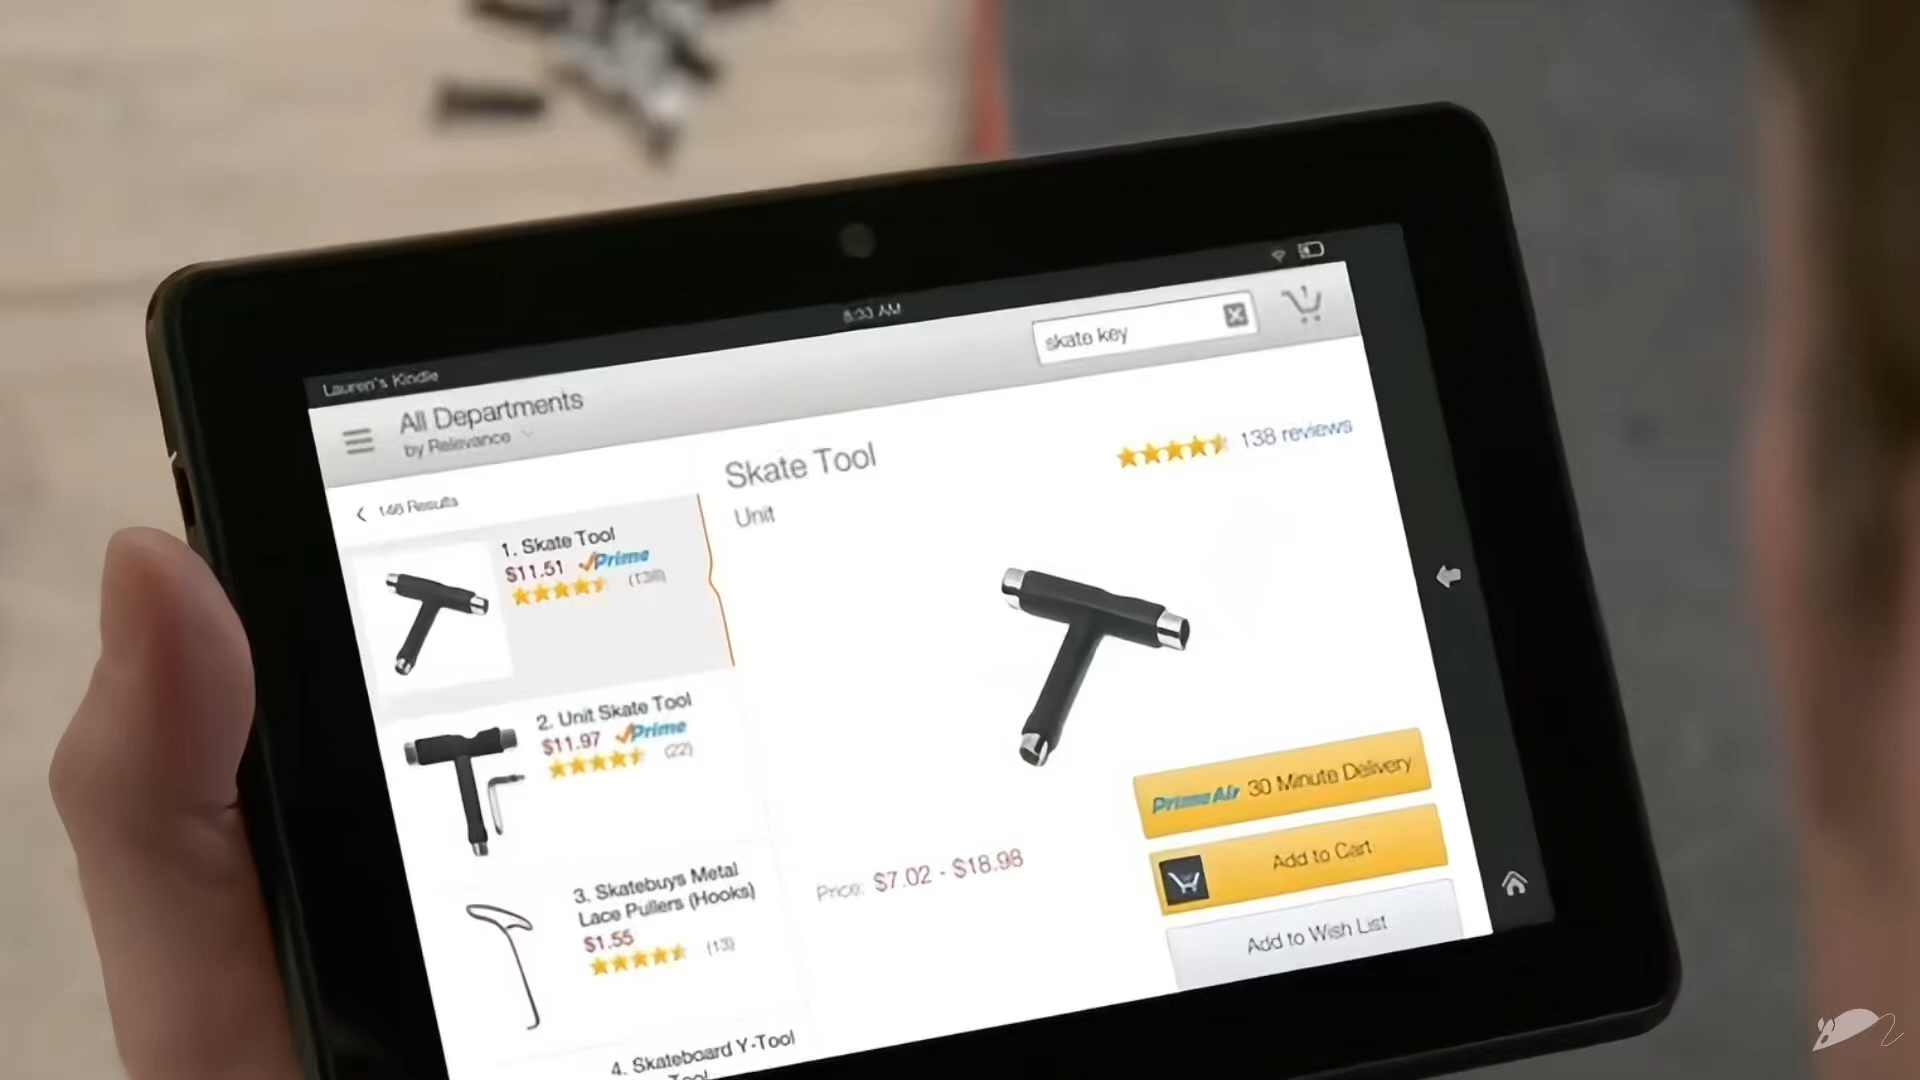 8:33 AM
Lauren's Kindle
skate key
1
All Departments
by Relevance
146 Results
1. Skate Tool
$11.51 Prime
(138)
2. Unit Skate Tool
$11.97 Prime
(22)
3. Skatebuys Metal
Lace Pullers (Hooks)
$1.55
(13)
4. Skateboard Y-Tool
Tool
Skate Tool
138 reviews
Unit
Price: $7.02 - $18.98
PrimeAir 30 Minute Delivery
Add to Cart
Add to Wish List